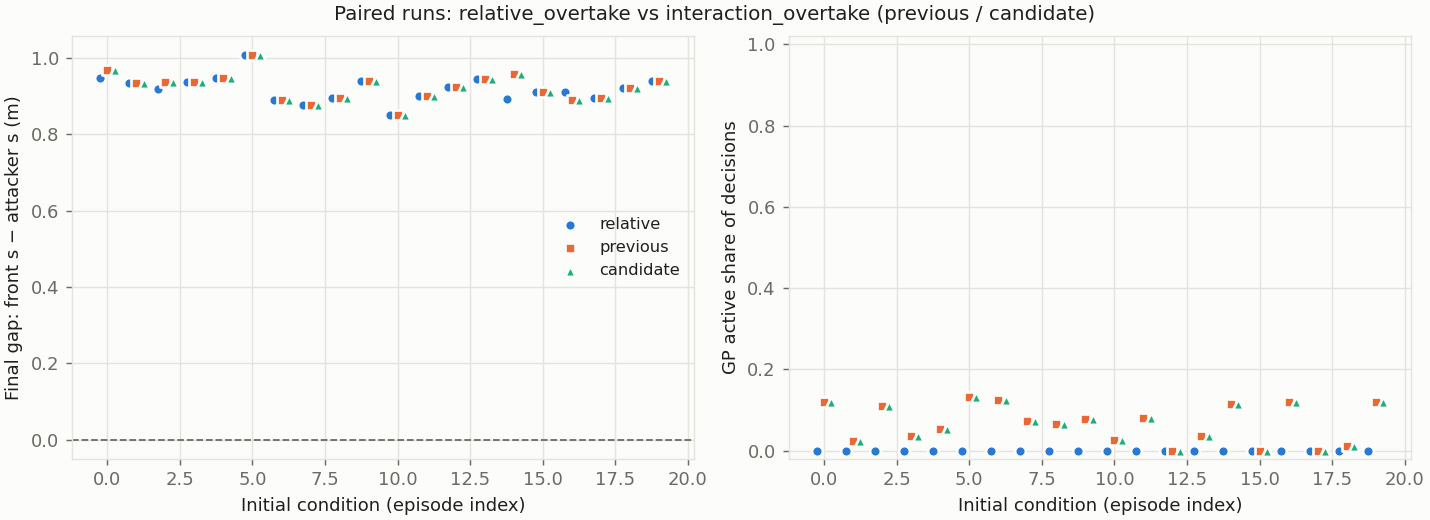 Paired runs: relative_overtake vs interaction_overtake (previous / candidate)
Final gap: front s − attacker s (m)
1.0
0.8
0.6
0.4
0.2
0.0
relative
previous
candidate
0.0 2.5 5.0 7.5 10.0 12.5 15.0 17.5 20.0
Initial condition (episode index)
GP active share of decisions
1.0
0.8
0.6
0.4
0.2
0.0
0.0 2.5 5.0 7.5 10.0 12.5 15.0 17.5 20.0
Initial condition (episode index)